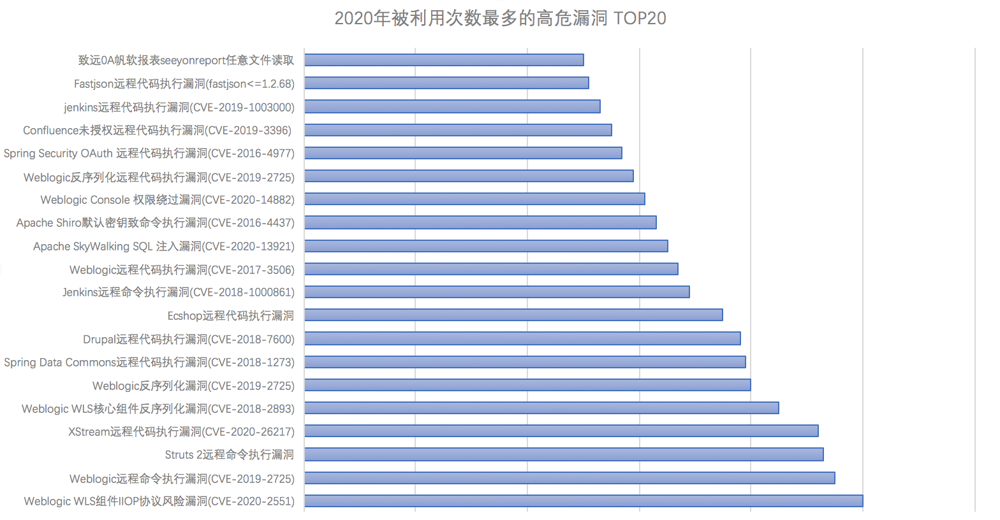 2020年被利用次数最多的高危漏洞 TOP20
致远0A帆软报表seeyonreport任意文件读取
Fastjson远程代码执行漏洞(fastjson<=1.2.68)
jenkins远程代码执行漏洞(CVE-2019-1003000)
Confluence未授权远程代码执行漏洞(CVE-2019-3396)
Spring Security OAuth 远程代码执行漏洞(CVE-2016-4977)
Weblogic反序列化远程代码执行漏洞(CVE-2019-2725)
Weblogic Console 权限绕过漏洞(CVE-2020-14882)
Apache Shiro默认密钥致命令执行漏洞(CVE-2016-4437)
Apache SkyWalking SQL 注入漏洞(CVE-2020-13921)
Weblogic远程代码执行漏洞(CVE-2017-3506)
Jenkins远程命令执行漏洞(CVE-2018-1000861)
Ecshop远程代码执行漏洞
Drupal远程代码执行漏洞(CVE-2018-7600)
Spring Data Commons远程代码执行漏洞(CVE-2018-1273)
Weblogic反序列化漏洞(CVE-2019-2725)
Weblogic WLS核心组件反序列化漏洞(CVE-2018-2893)
XStream远程代码执行漏洞(CVE-2020-26217)
Struts 2远程命令执行漏洞
Weblogic远程命令执行漏洞(CVE-2019-2725)
Weblogic WLS组件IIOP协议风险漏洞(CVE-2020-2551)